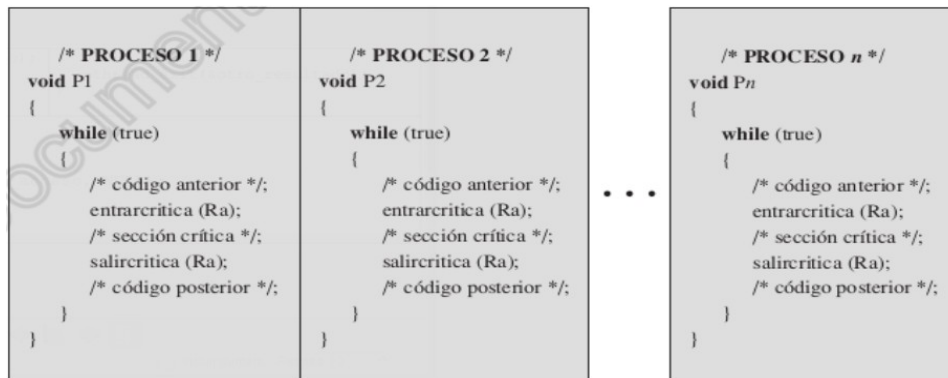 /* PROCESO 1 */
void P1
{
while (true)
{
/* código anterior */;
entrarcritica (Ra);
/* sección crítica */;
salircritica (Ra);
/* código posterior */;
}
}
/* PROCESO 2 */
void P2
{
while (true)
{
/* código anterior */;
entrarcritica (Ra);
/* sección crítica */;
salircritica (Ra);
/* código posterior */;
}
}
• • •
/* PROCESO n */
void Pn
{
while (true)
{
/* código anterior */;
entrarcritica (Ra);
/* sección crítica */;
salircritica (Ra);
/* código posterior */;
}
}